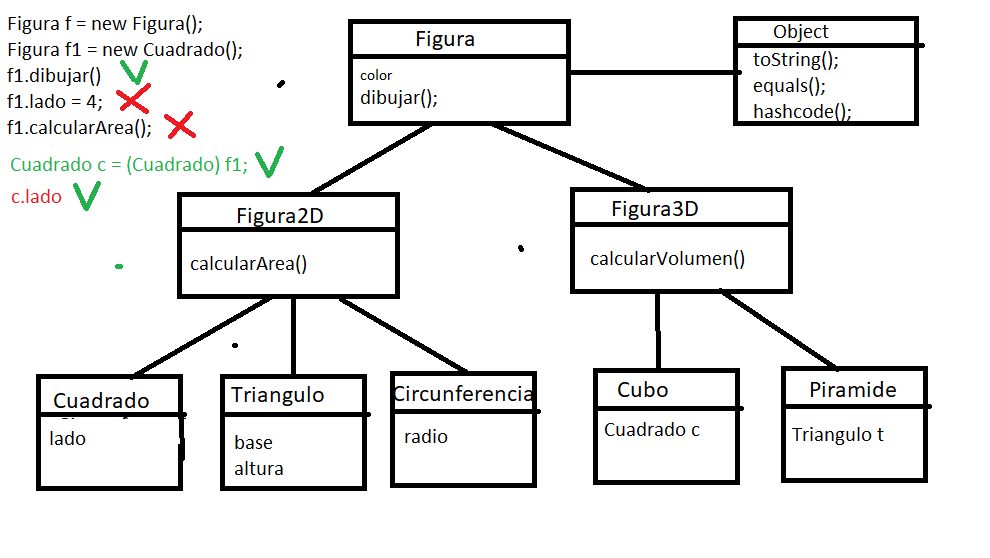 Figura f = new Figura();
Figura f1 = new Cuadrado();
f1.dibujar()
f1.lado = 4;
f1.calcularArea();
Cuadrado c = (Cuadrado) f1;
c.lado
Figura
color
dibujar();
Object
toString();
equals();
hashcode();
Figura2D
calcularArea()
Figura3D
calcularVolumen()
Cuadrado
lado
Triangulo
base
altura
Circunferencia
radio
Cubo
Cuadrado c
Piramide
Triangulo t